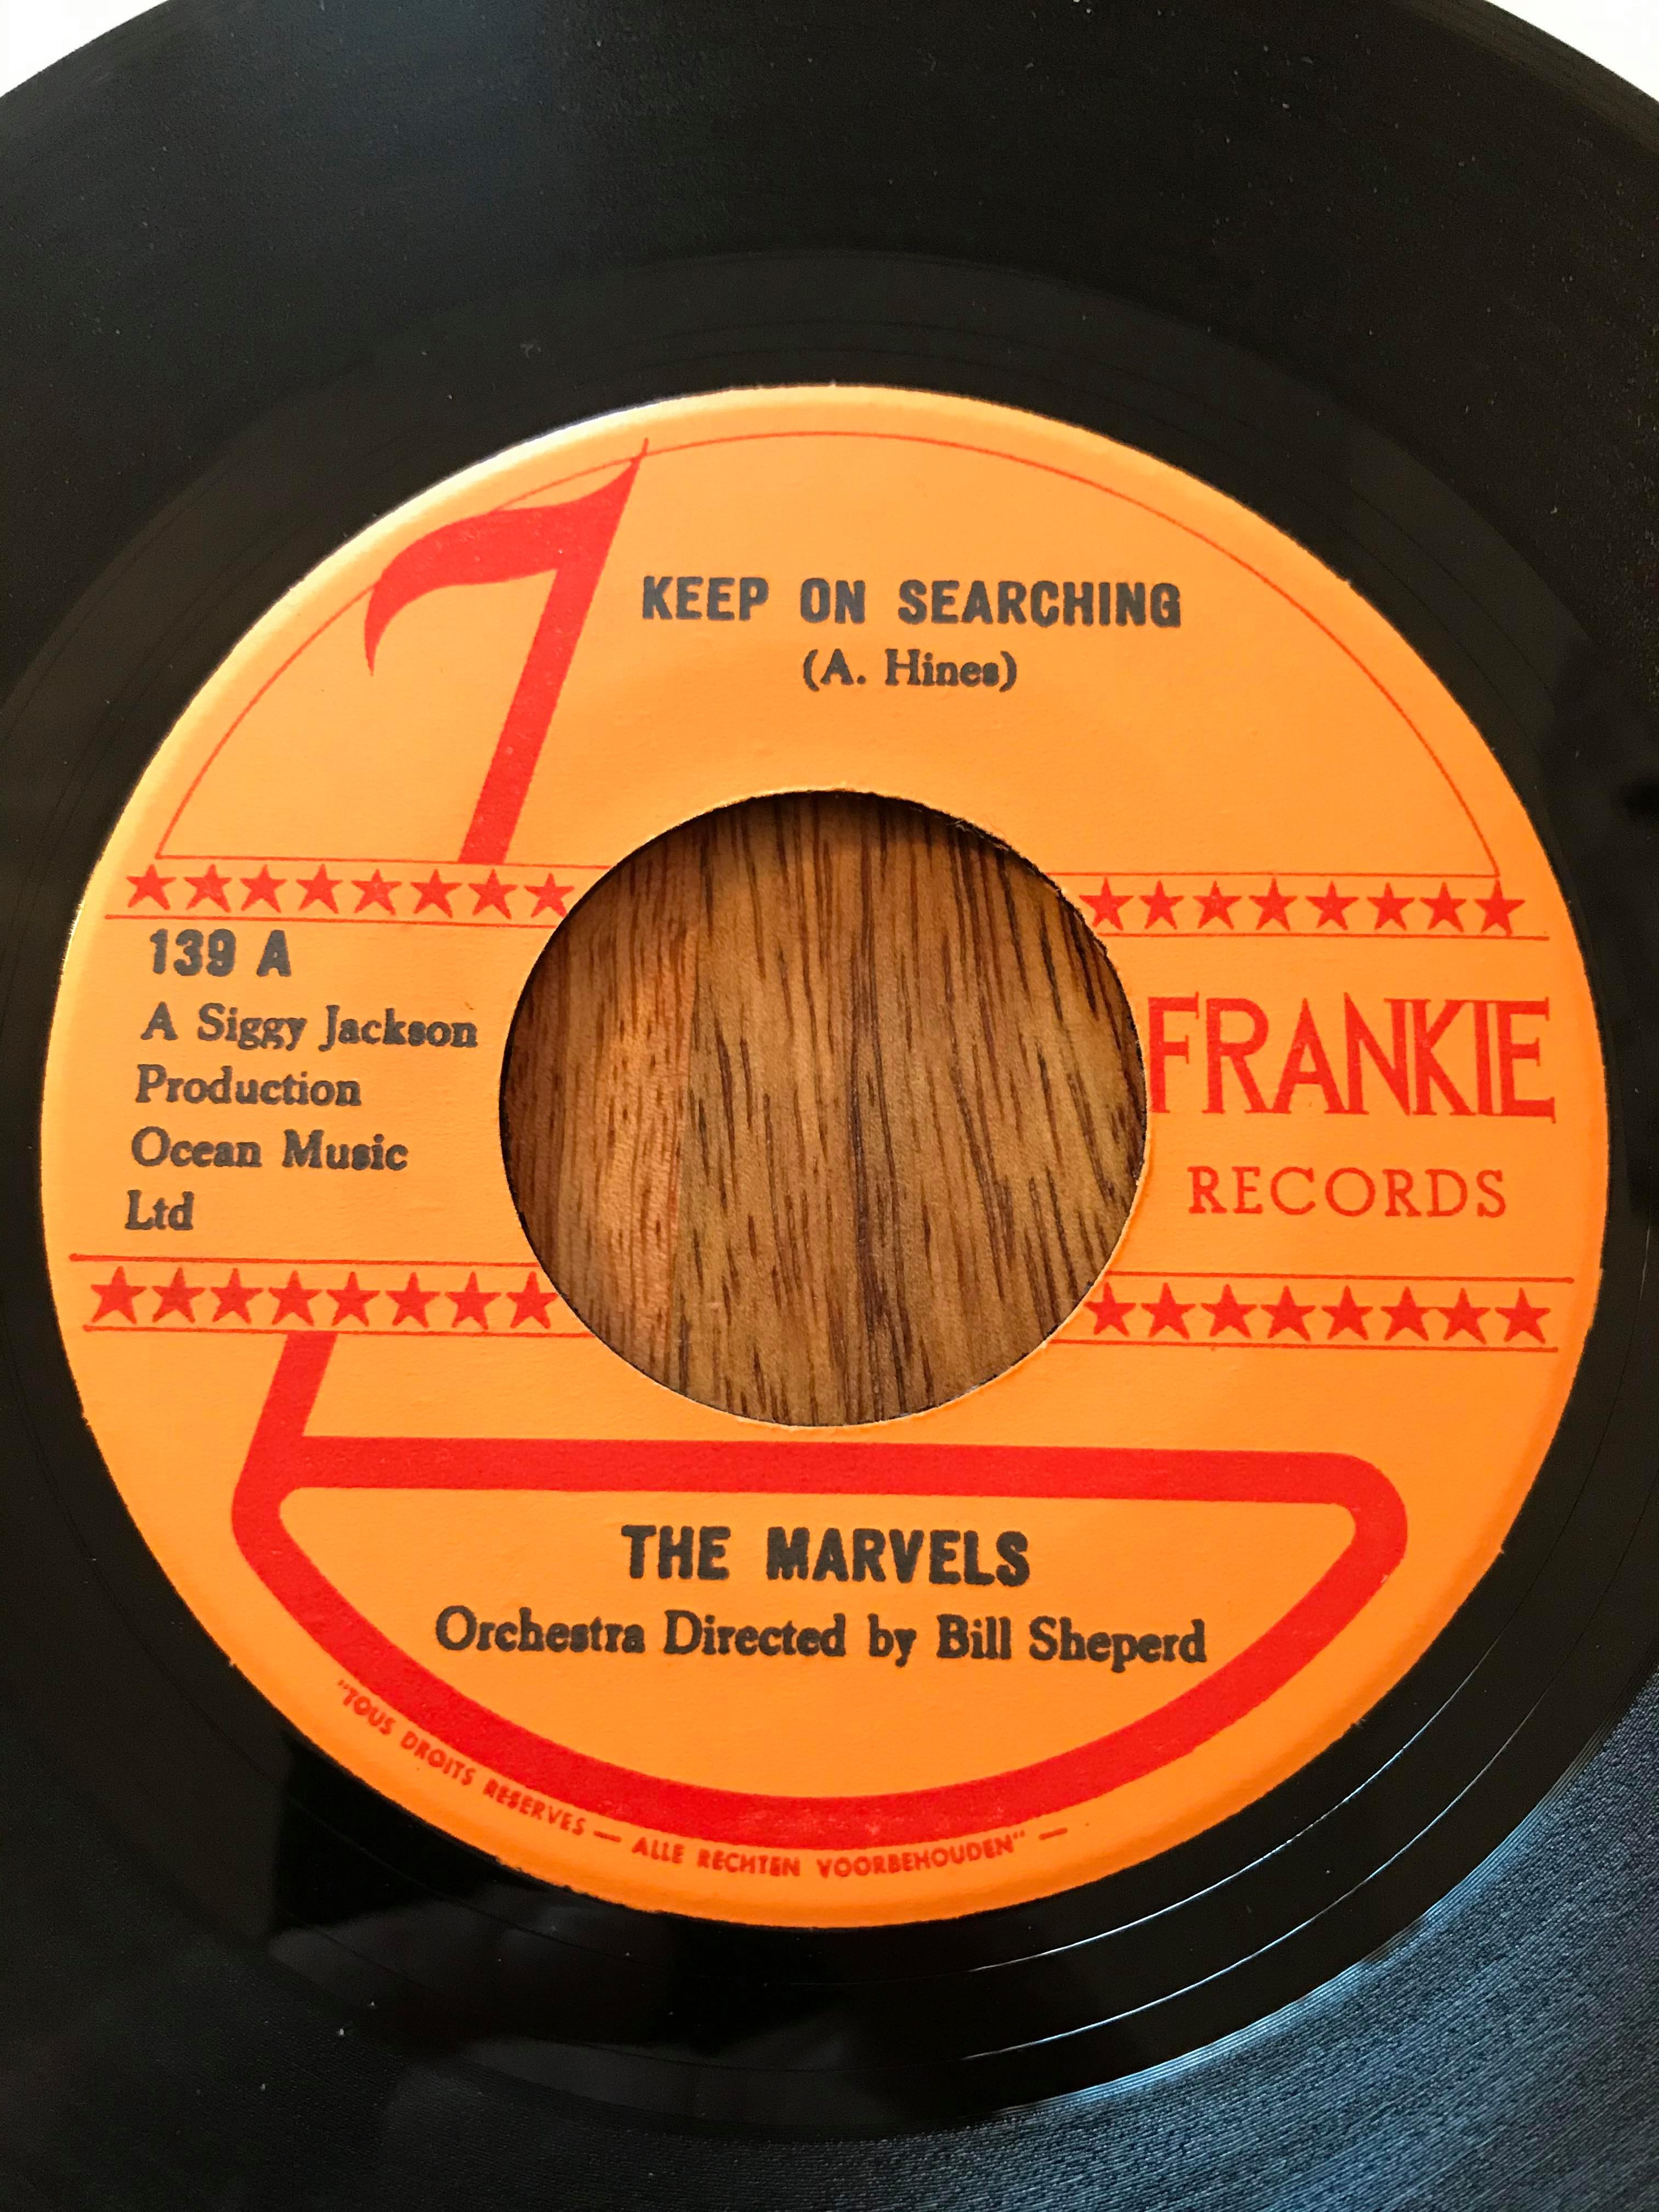 KEEP ON SEARCHING
(A. Hines)
139 A
A Siggy Jackson
Production
Ocean Music
Ltd
FRANKIE
RECORDS
THE MARVELS
Orchestra Directed by Bill Sheperd
"TOUS DROITS RESERVES — ALLE RECHTEN VOORBEHOUDEN" —